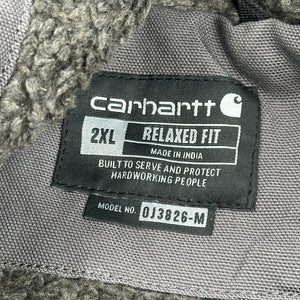 carhartt
2XL RELAXED FIT
MADE IN INDIA
BUILT TO SERVE AND PROTECT
HARDWORKING PEOPLE
MODEL NO. OJ3826-M